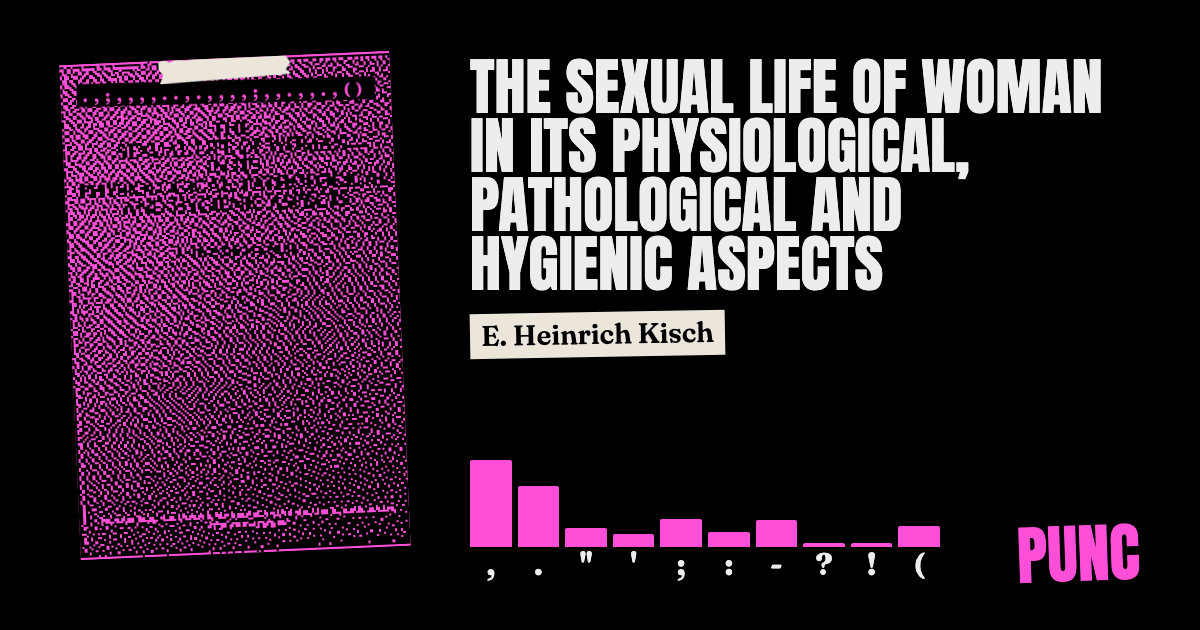 THE SEXUAL LIFE OF WOMAN
IN ITS PHYSIOLOGICAL,
PATHOLOGICAL AND
HYGIENIC ASPECTS
E. Heinrich Kisch
, . " ' ; : - ? ! (
PUNC